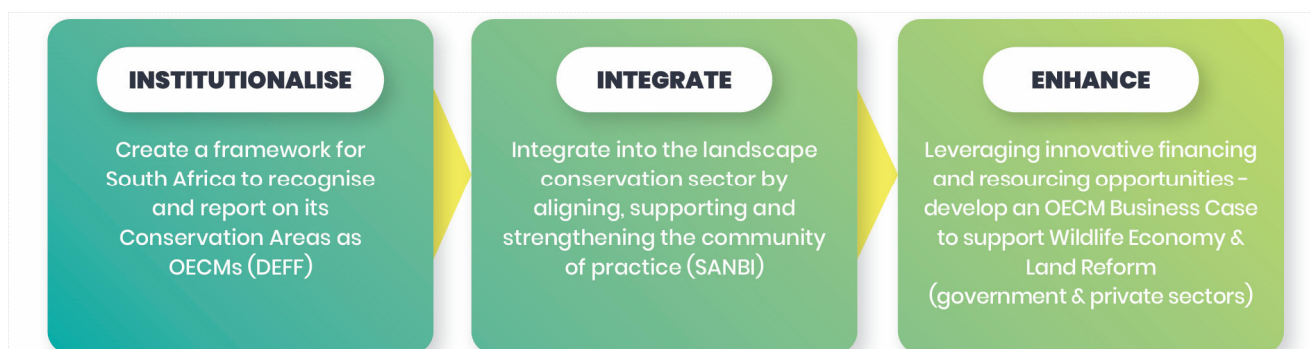 INSTITUTIONALISE
Create a framework for
South Africa to recognise
and report on its
Conservation Areas as
OECMs (DEFF)
INTEGRATE
Integrate into the landscape
conservation sector by
aligning, supporting and
strengthening the community
of practice (SANBI)
ENHANCE
Leveraging innovative financing
and resourcing opportunities -
develop an OECM Business Case
to support Wildlife Economy &
Land Reform
(government & private sectors)